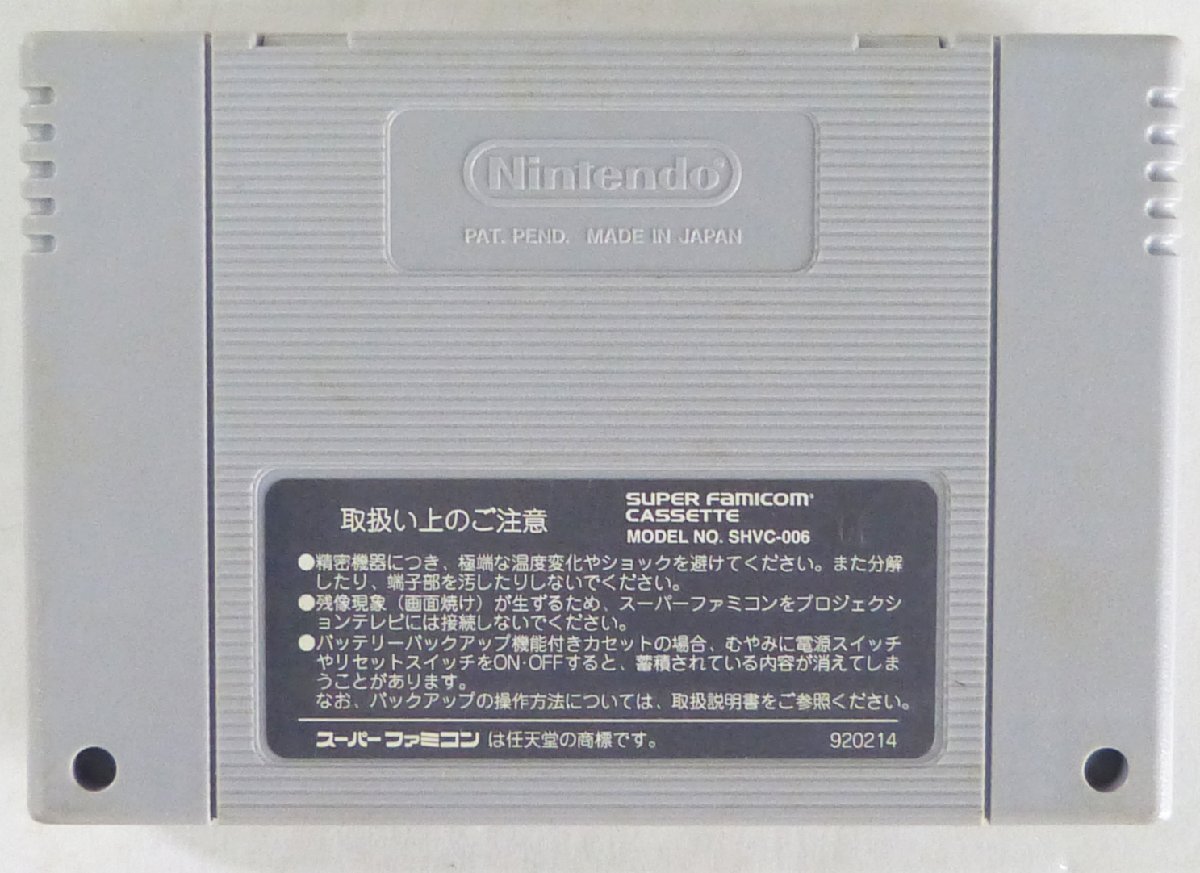 Nintendo®
PAT. PEND. MADE IN JAPAN
取扱い上のご注意
SUPER FAMICOM®
CASSETTE
MODEL NO. SHVC-006
●精密機器につき、極端な温度変化やショックを避けてください。また分解
したり、端子部を汚したりしないでください。
●残像現象（画面焼け）が生ずるため、スーパーファミコンをプロジェクシ
ョンテレビには接続しないでください。
●バッテリーバックアップ機能付きカセットの場合、むやみに電源スイッチ
やリセットスイッチをON・OFFすると、蓄積されている内容が消えてしま
うことがあります。
なお、バックアップの操作方法については、取扱説明書をご参照ください。
スーパーファミコン は任天堂の商標です。
920214